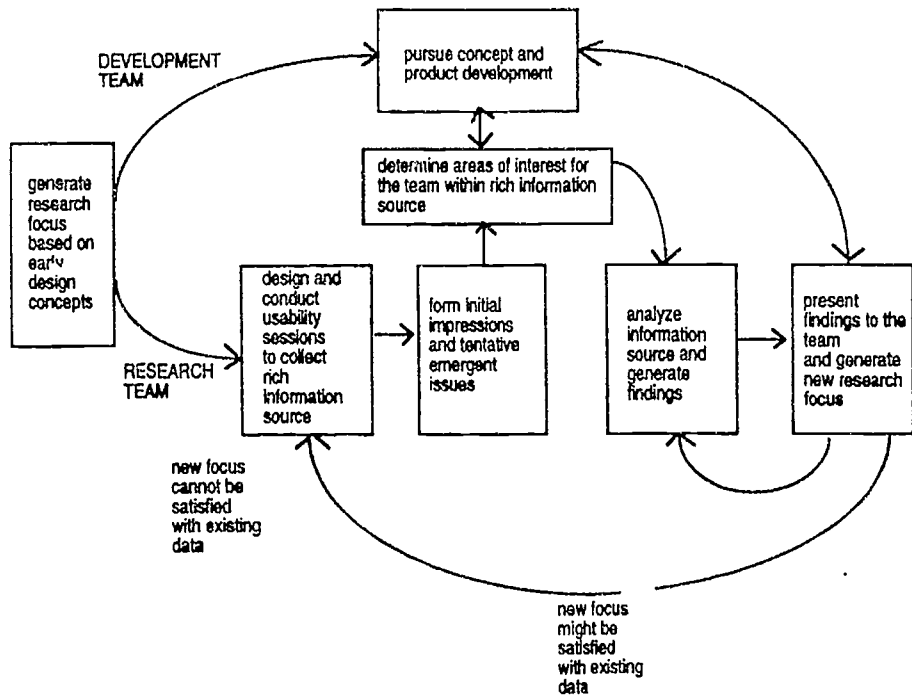 DEVELOPMENT
TEAM
pursue concept and
product development
generate
research
focus
based on
early
design
concepts
determine areas of interest for
the team within rich information
source
RESEARCH
TEAM
design and
conduct
usability
sessions
to collect
rich
information
source
form initial
impressions
and tentative
emergent
issues
analyze
information
source and
generate
findings
present
findings to the
team
and generate
new research
focus
new focus
cannot be
satisfied
with existing
data
new focus
might be
satisfied
with existing
data